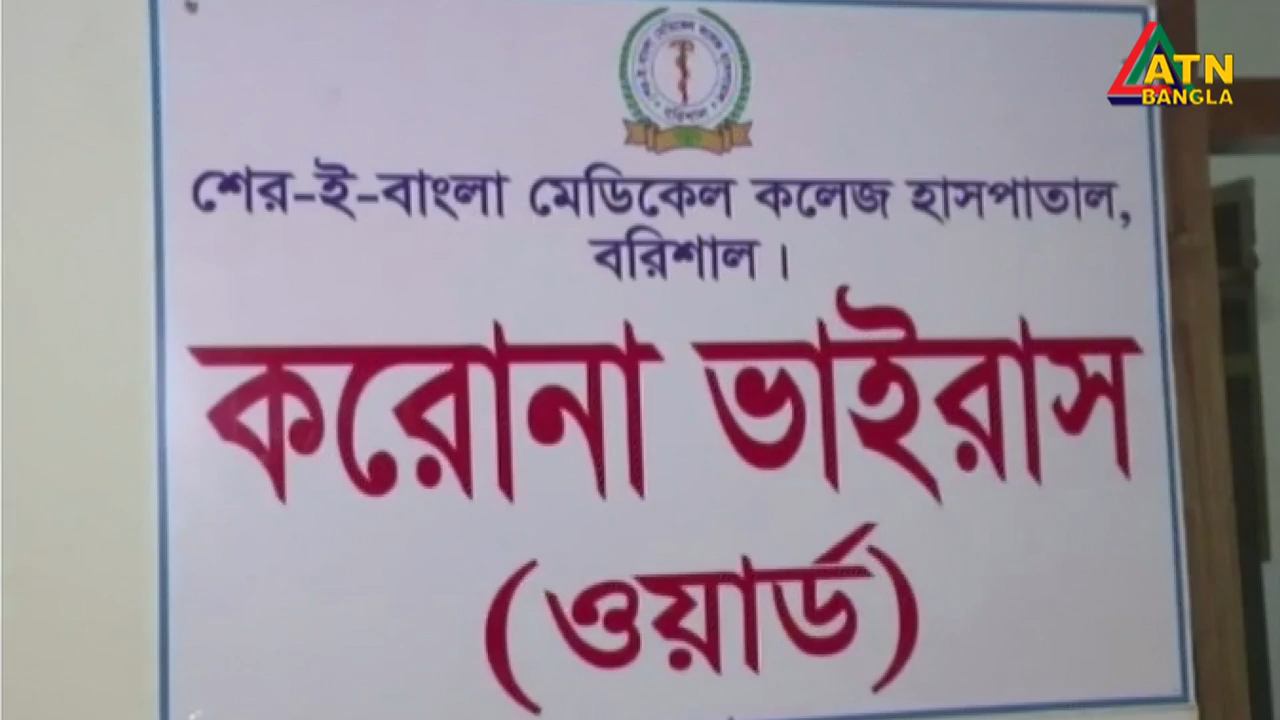 ATN
BANGLA
শের-ই-বাংলা মেডিকেল কলেজ হাসপাতাল,
বরিশাল।
করোনা ভাইরাস
(ওয়ার্ড)